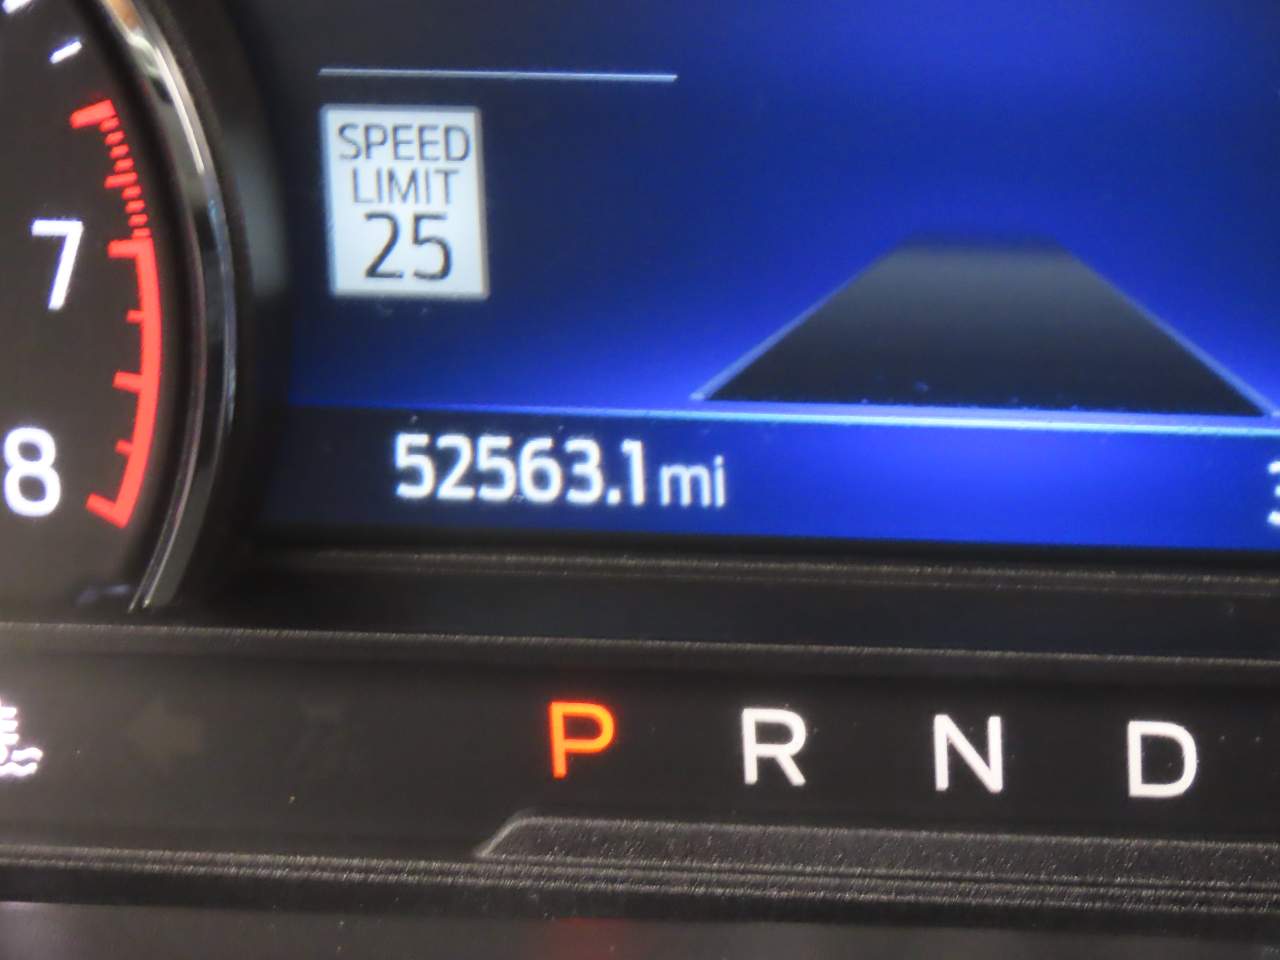 SPEED
LIMIT
25
7
8
52563.1 mi
P R N D